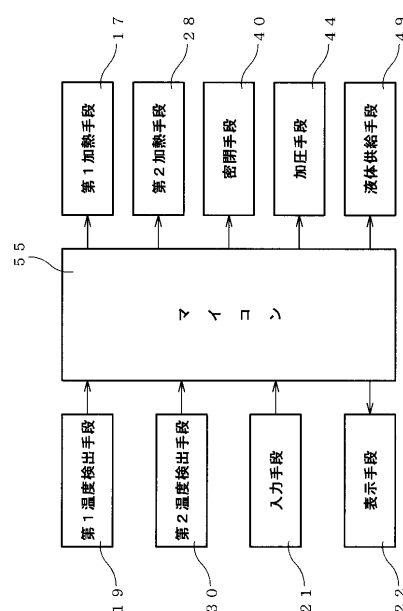 第1温度検出手段
19
第2温度検出手段
30
入力手段
21
表示手段
22
マイコン
55
第1加熱手段
17
第2加熱手段
28
密閉手段
40
加圧手段
44
液体供給手段
49